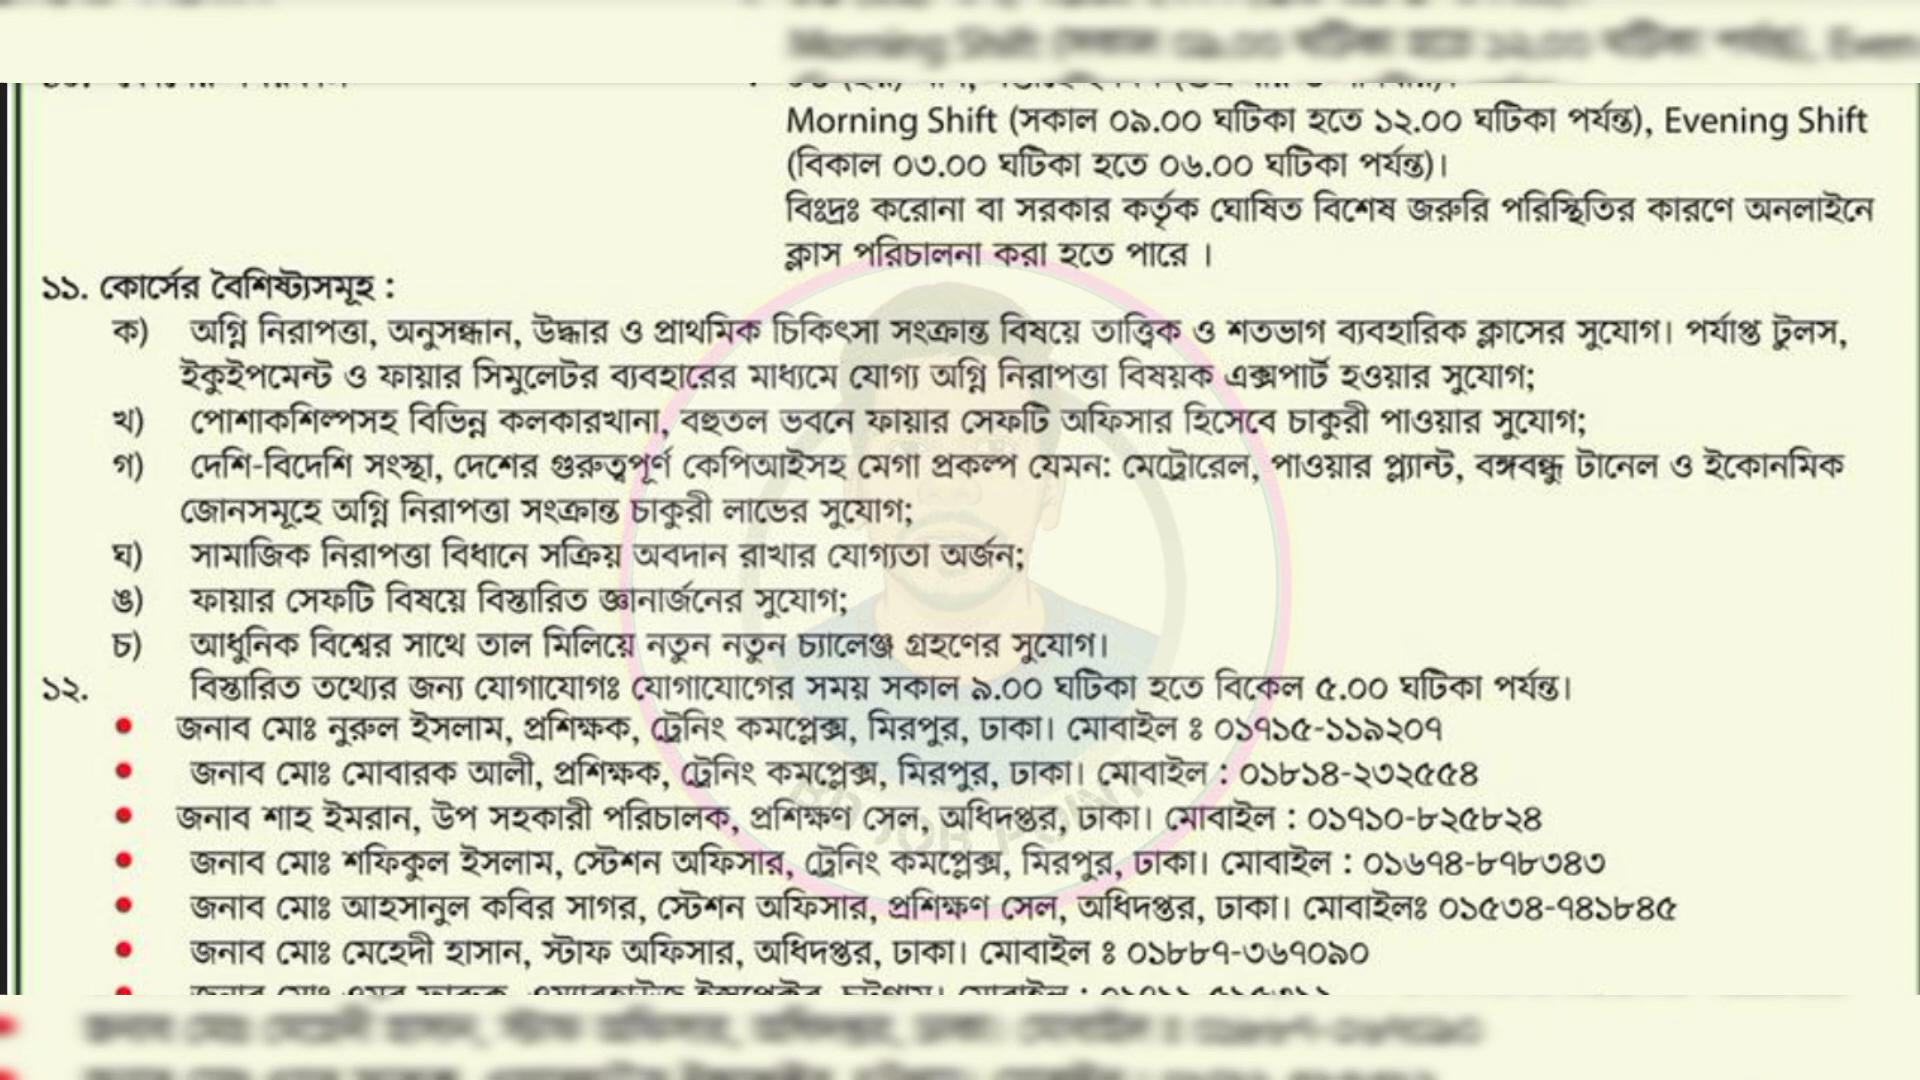 Morning Shift (সকাল ০৯.০০ ঘটিকা হতে ১২.০০ ঘটিকা পর্যন্ত), Evening Shift
(বিকাল ০৩.০০ ঘটিকা হতে ০৬.০০ ঘটিকা পর্যন্ত)।
বিঃদ্রঃ করোনা বা সরকার কর্তৃক ঘোষিত বিশেষ জরুরি পরিস্থিতির কারণে অনলাইনে
ক্লাস পরিচালনা করা হতে পারে ।
১১. কোর্সের বৈশিষ্ট্যসমূহ :
ক) অগ্নি নিরাপত্তা, অনুসন্ধান, উদ্ধার ও প্রাথমিক চিকিৎসা সংক্রান্ত বিষয়ে তাত্ত্বিক ও শতভাগ ব্যবহারিক ক্লাসের সুযোগ। পর্যাপ্ত টুলস,
ইকুইপমেন্ট ও ফায়ার সিমুলেটর ব্যবহারের মাধ্যমে যোগ্য অগ্নি নিরাপত্তা বিষয়ক এক্সপার্ট হওয়ার সুযোগ;
খ) পোশাকশিল্পসহ বিভিন্ন কলকারখানা, বহুতল ভবনে ফায়ার সেফটি অফিসার হিসেবে চাকুরী পাওয়ার সুযোগ;
গ) দেশি-বিদেশি সংস্থা, দেশের গুরুত্বপূর্ণ কেপিআইসহ মেগা প্রকল্প যেমন: মেট্রোরেল, পাওয়ার প্ল্যান্ট, বঙ্গবন্ধু টানেল ও ইকোনমিক
জোনসমূহে অগ্নি নিরাপত্তা সংক্রান্ত চাকুরী লাভের সুযোগ;
ঘ) সামাজিক নিরাপত্তা বিধানে সক্রিয় অবদান রাখার যোগ্যতা অর্জন;
ঙ) ফায়ার সেফটি বিষয়ে বিস্তারিত জ্ঞানার্জনের সুযোগ;
চ) আধুনিক বিশ্বের সাথে তাল মিলিয়ে নতুন নতুন চ্যালেঞ্জ গ্রহণের সুযোগ।
১২. বিস্তারিত তথ্যের জন্য যোগাযোগঃ যোগাযোগের সময় সকাল ৯.০০ ঘটিকা হতে বিকেল ৫.০০ ঘটিকা পর্যন্ত।
• জনাব মোঃ নুরুল ইসলাম, প্রশিক্ষক, ট্রেনিং কমপ্লেক্স, মিরপুর, ঢাকা। মোবাইল ঃ ০১৭১৫-১১৯২০৭
• জনাব মোঃ মোবারক আলী, প্রশিক্ষক, ট্রেনিং কমপ্লেক্স, মিরপুর, ঢাকা। মোবাইল : ০১৮১৪-২৩২৫৫৪
• জনাব শাহ ইমরান, উপ সহকারী পরিচালক, প্রশিক্ষণ সেল, অধিদপ্তর, ঢাকা। মোবাইল : ০১৭১০-৮২৫৮২৪
• জনাব মোঃ শফিকুল ইসলাম, স্টেশন অফিসার, ট্রেনিং কমপ্লেক্স, মিরপুর, ঢাকা। মোবাইল : ০১৬৭৪-৮৭৮৩৪৩
• জনাব মোঃ আহসানুল কবির সাগর, স্টেশন অফিসার, প্রশিক্ষণ সেল, অধিদপ্তর, ঢাকা। মোবাইলঃ ০১৫৩৪-৭৪১৮৪৫
• জনাব মোঃ মেহেদী হাসান, স্টাফ অফিসার, অধিদপ্তর, ঢাকা। মোবাইল ঃ ০১৮৮৭-৩৬৭০৯০